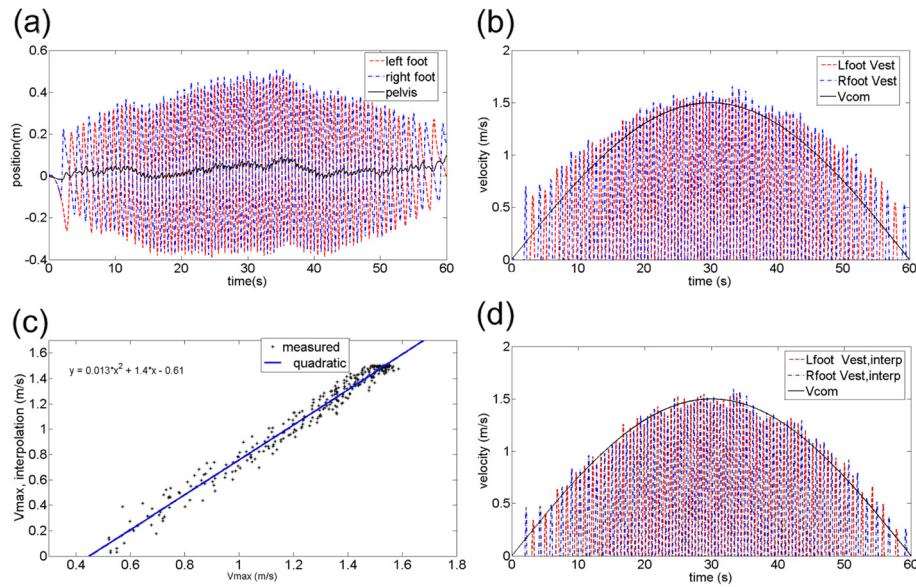 (a)
0.6
0.4
0.2
0
-0.2
-0.4
position(m)
left foot
right foot
pelvis
0 10 20 30 40 50 60
time(s)
(b)
2
1.5
1
0.5
0
velocity (m/s)
Lfoot Vest
Rfoot Vest
Vcom
0 10 20 30 40 50 60
time (s)
(c)
1.6
1.4
1.2
1.0
0.8
0.6
0.4
0.2
0
Vmax, interpolation (m/s)
y = 0.013*x² + 1.4*x - 0.61
measured
quadratic
0.4 0.6 0.8 1 1.2 1.4 1.6 1.8
Vmax (m/s)
(d)
2
1.5
1
0.5
0
velocity (m/s)
Lfoot Vest,interp
Rfoot Vest,interp
Vcom
0 10 20 30 40 50 60
time (s)